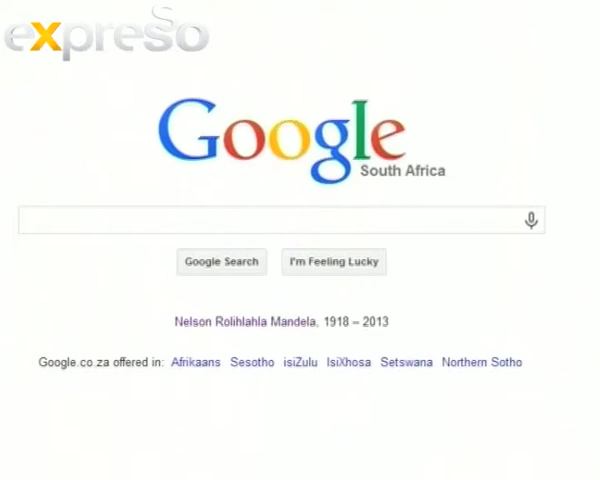 expresso
Google
South Africa
Google Search I'm Feeling Lucky
Nelson Rolihlahla Mandela, 1918 – 2013
Google.co.za offered in: Afrikaans Sesotho isiZulu IsiXhosa Setswana Northern Sotho